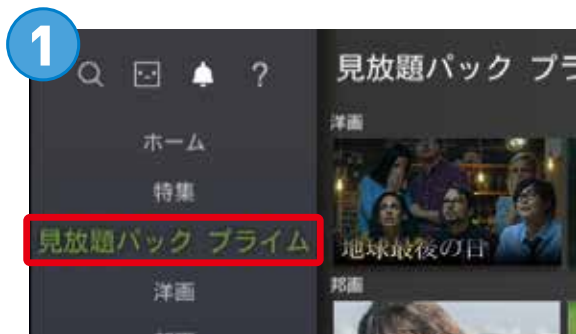 1
?
見放題パック プラ
ホーム
洋画
特集
見放題パック プライム
地球最後の日
洋画
邦画